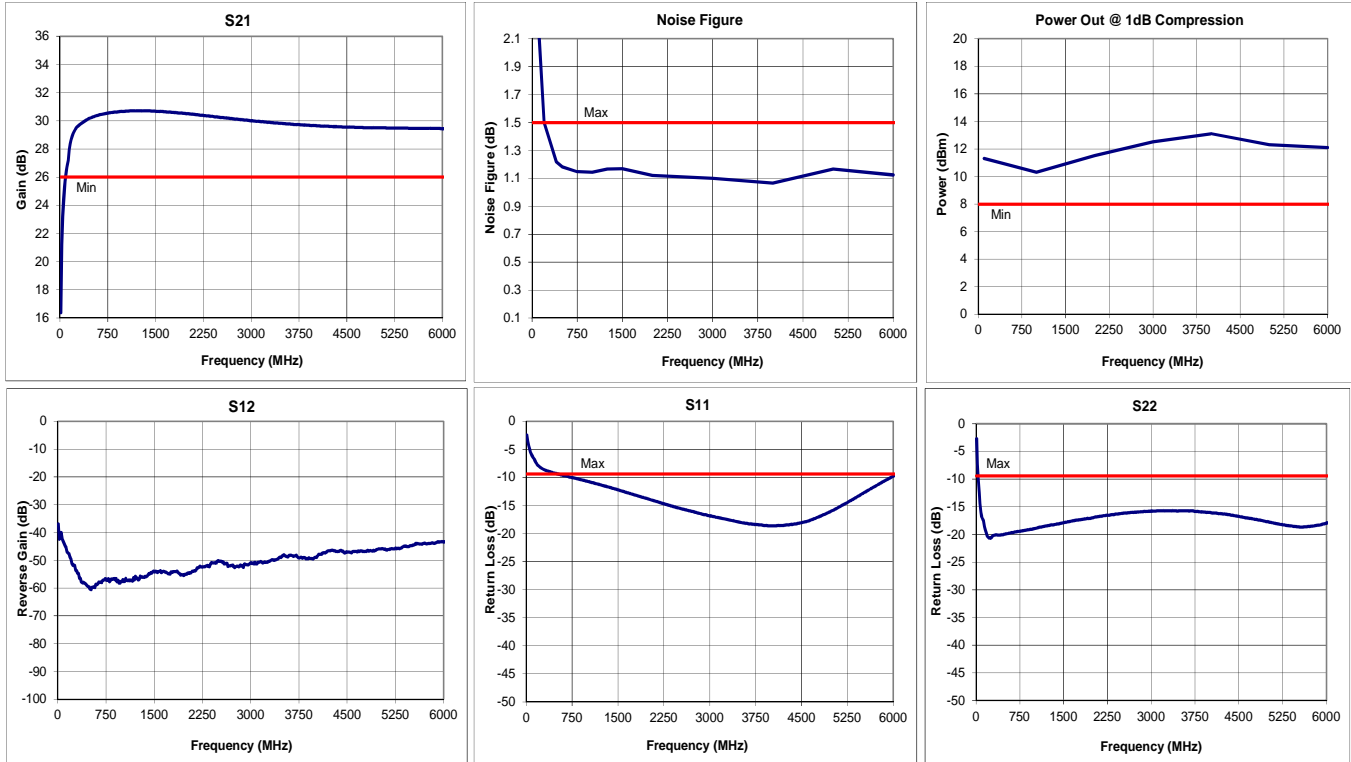 S21
36
34
32
30
28
26
24
22
20
18
16
Gain (dB)
Min
0 750 1500 2250 3000 3750 4500 5250 6000
Frequency (MHz)
Noise Figure
2.1
1.9
1.7
1.5
1.3
1.1
0.9
0.7
0.5
0.3
0.1
Noise Figure (dB)
Max
0 750 1500 2250 3000 3750 4500 5250 6000
Frequency (MHz)
Power Out @ 1dB Compression
20
18
16
14
12
10
8
6
4
2
0
Power (dBm)
Min
0 750 1500 2250 3000 3750 4500 5250 6000
Frequency (MHz)
S12
0
-10
-20
-30
-40
-50
-60
-70
-80
-90
-100
Reverse Gain (dB)
0 750 1500 2250 3000 3750 4500 5250 6000
Frequency (MHz)
S11
0
-5
-10
-15
-20
-25
-30
-35
-40
-45
-50
Return Loss (dB)
Max
0 750 1500 2250 3000 3750 4500 5250 6000
Frequency (MHz)
S22
0
-5
-10
-15
-20
-25
-30
-35
-40
-45
-50
Return Loss (dB)
Max
0 750 1500 2250 3000 3750 4500 5250 6000
Frequency (MHz)